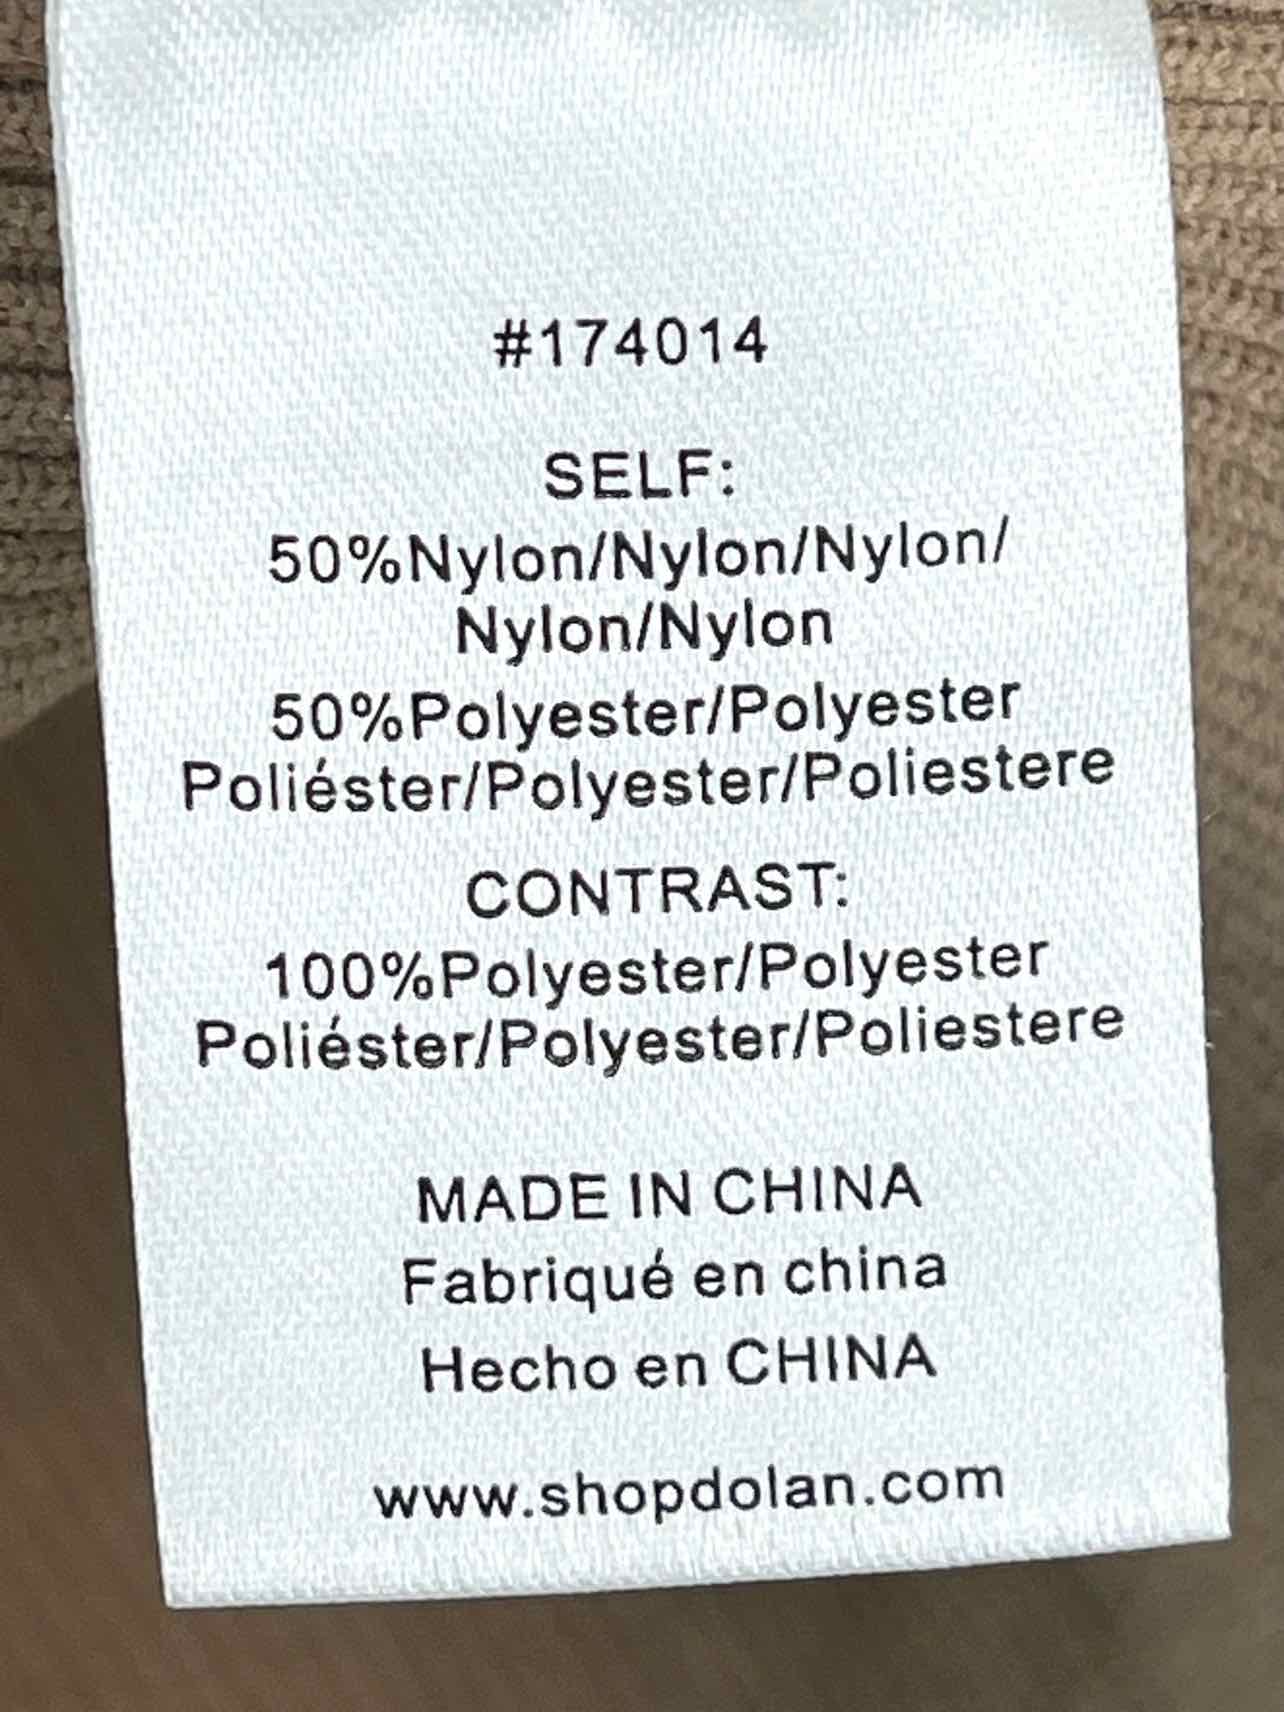 #174014
SELF:
50%Nylon/Nylon/Nylon/
Nylon/Nylon
50%Polyester/Polyester
Poliéster/Polyester/Poliestere
CONTRAST:
100%Polyester/Polyester
Poliéster/Polyester/Poliestere
MADE IN CHINA
Fabriqué en china
Hecho en CHINA
www.shopdolan.com